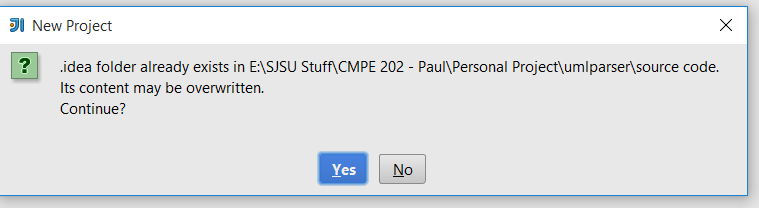 New Project
.idea folder already exists in E:\SJSU Stuff\CMPE 202 - Paul\Personal Project\umlparser\source code.
Its content may be overwritten.
Continue?
Yes
No